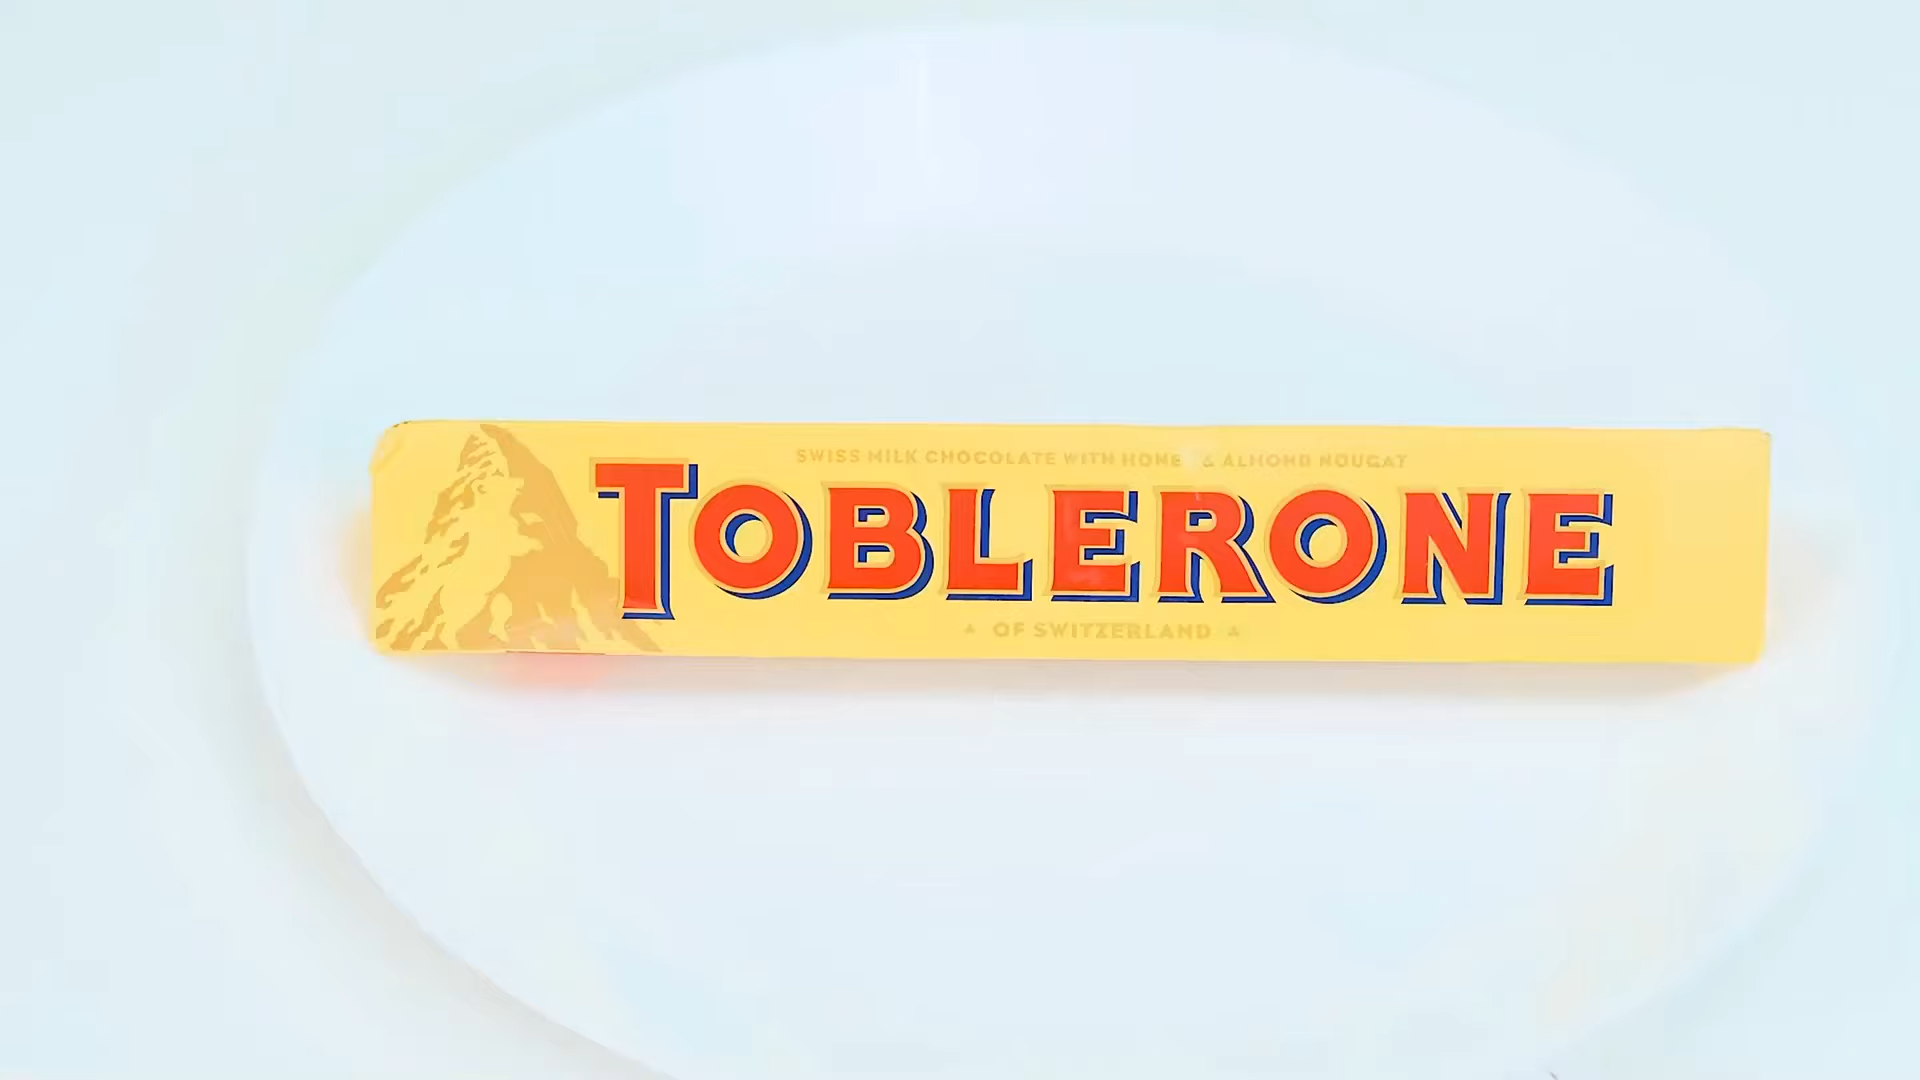 SWISS MILK CHOCOLATE WITH HONEY & ALMOND NOUGAT
TOBLERONE
OF SWITZERLAND